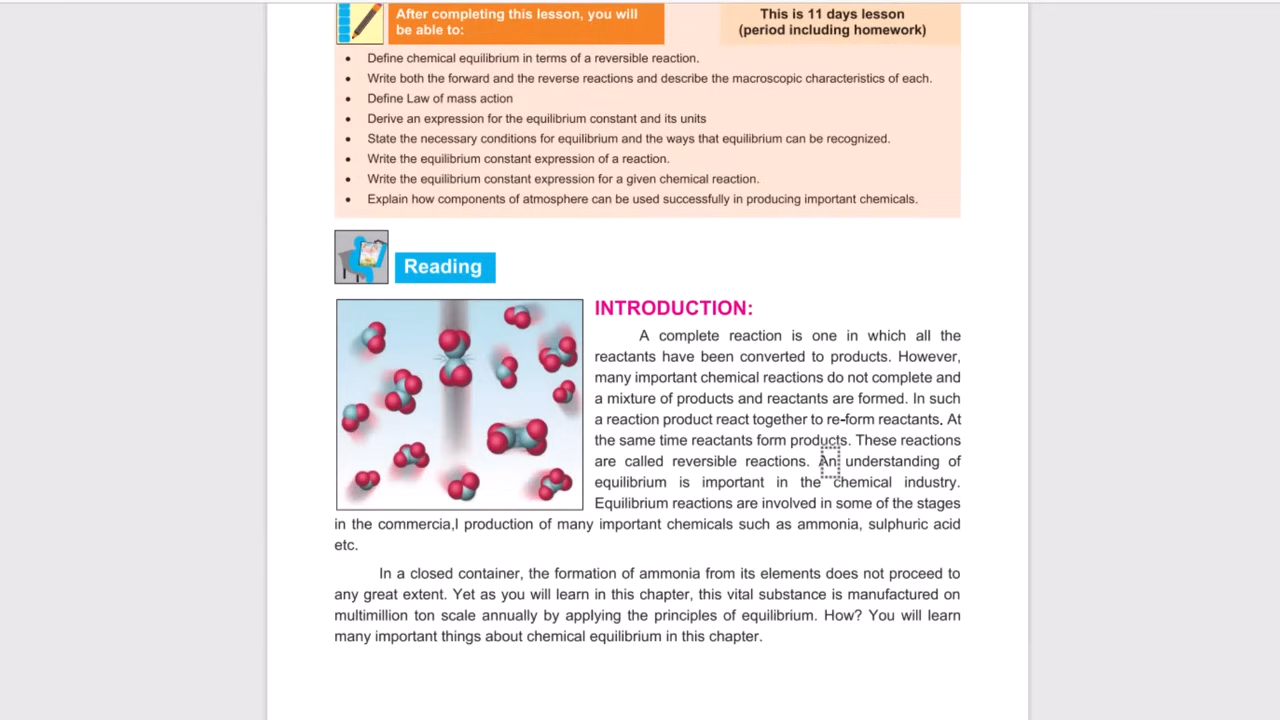 After completing this lesson, you will
be able to:
This is 11 days lesson
(period including homework)
• Define chemical equilibrium in terms of a reversible reaction.
• Write both the forward and the reverse reactions and describe the macroscopic characteristics of each.
• Define Law of mass action
• Derive an expression for the equilibrium constant and its units
• State the necessary conditions for equilibrium and the ways that equilibrium can be recognized.
• Write the equilibrium constant expression of a reaction.
• Write the equilibrium constant expression for a given chemical reaction.
• Explain how components of atmosphere can be used successfully in producing important chemicals.
Reading
INTRODUCTION:
A complete reaction is one in which all the
reactants have been converted to products. However,
many important chemical reactions do not complete and
a mixture of products and reactants are formed. In such
a reaction product react together to re-form reactants. At
the same time reactants form products. These reactions
are called reversible reactions. An understanding of
equilibrium is important in the chemical industry.
Equilibrium reactions are involved in some of the stages
in the commercia,l production of many important chemicals such as ammonia, sulphuric acid
etc.
In a closed container, the formation of ammonia from its elements does not proceed to
any great extent. Yet as you will learn in this chapter, this vital substance is manufactured on
multimillion ton scale annually by applying the principles of equilibrium. How? You will learn
many important things about chemical equilibrium in this chapter.